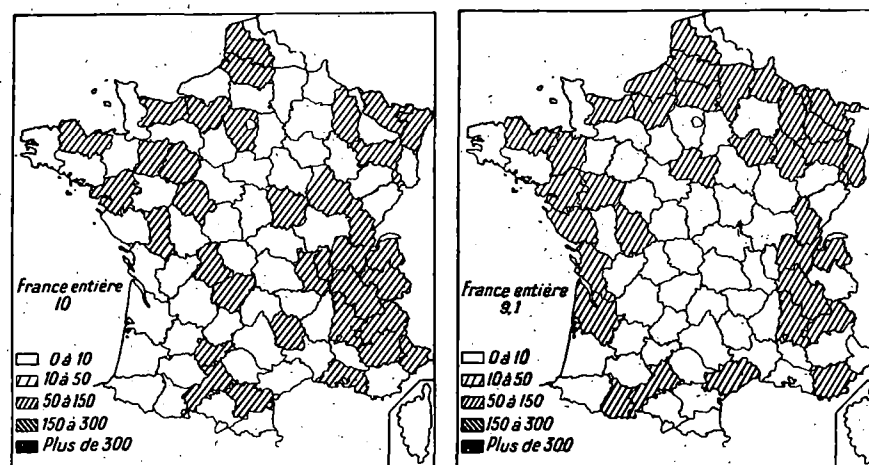 France entière
10
0 à 10
10 à 50
50 à 150
150 à 300
Plus de 300
France entière
9,1
0 à 10
10 à 50
50 à 150
150 à 300
Plus de 300